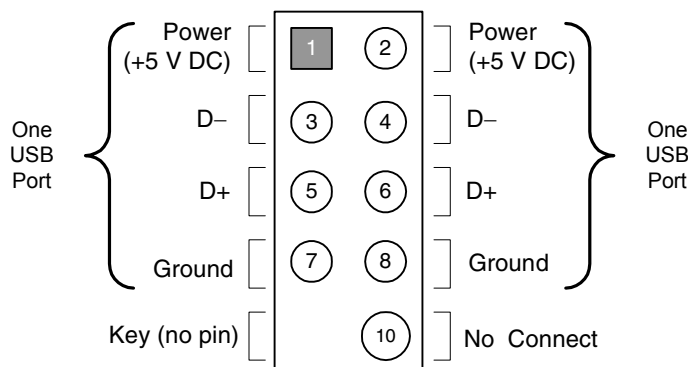 Power
(+5 V DC)
1
2
Power
(+5 V DC)
One
USB
Port
D−
3
4
D−
One
USB
Port
D+
5
6
D+
Ground
7
8
Ground
Key (no pin)
10
No Connect